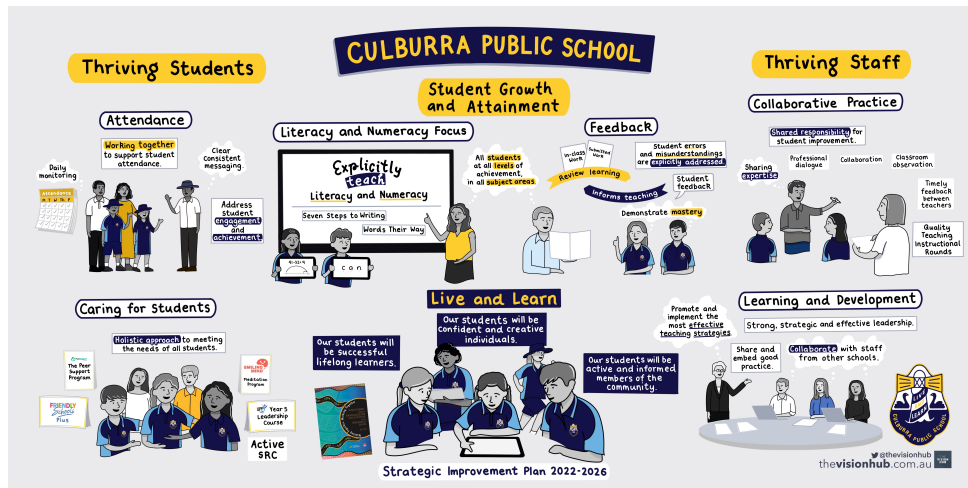 CULBURRA PUBLIC SCHOOL
Thriving Students
Attendance
Working together
to support student
attendance.
Clear
consistent
messaging.
Daily
monitoring
Attendance
M T W Th F
Address
student
engagement
and
achievement.
Student Growth
and Attainment
Literacy and Numeracy Focus
Explicitly
teach
Literacy and Numeracy
Seven Steps to Writing
Words Their Way
can
All students
at all levels of
achievement,
in all subject areas.
Feedback
In-class
Work
Submitted
Work
Review learning
Informs teaching
Student errors
and misunderstandings
are explicitly addressed.
Student
feedback
Demonstrate mastery
Thriving Staff
Collaborative Practice
Shared responsibility for
student improvement.
Sharing
expertise
Professional
dialogue
Collaboration
Classroom
observation
Timely
feedback
between
teachers
Quality
Teaching
Instructional
Rounds
Caring for Students
Holistic approach to meeting
the needs of all students.
The Peer
Support
Program
FRIENDLY
Schools
Plus
SMILING
MIND
Meditation
Program
Year 5
Leadership
Course
Active
SRC
Live and Learn
Our students will
be successful
lifelong learners.
Our students will be
confident and creative
individuals.
Our students will be
active and informed
members of the
community.
Strategic Improvement Plan 2022-2026
Learning and Development
Strong, strategic and effective leadership.
Promote and
implement the
most effective
teaching strategies.
Share and
embed good
practice.
Collaborate with staff
from other schools.
LIVE
LEARN
CULBURRA PUBLIC SCHOOL
@thevisionhub
thevisionhub.com.au